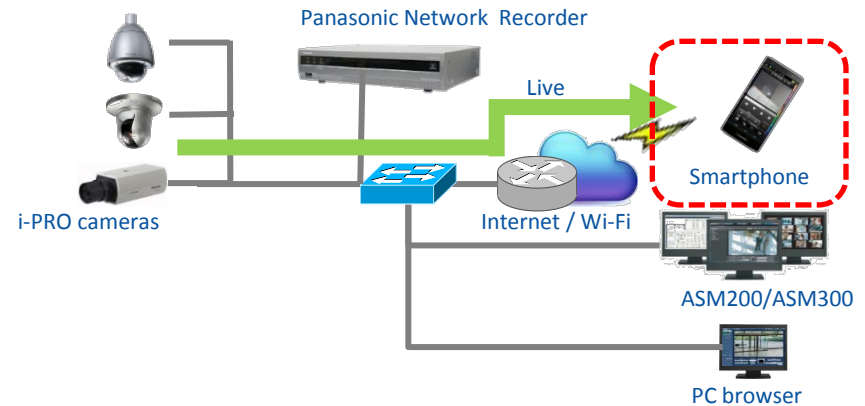 Panasonic Network Recorder
Live
Smartphone
i-PRO cameras
Internet / Wi-Fi
ASM200/ASM300
PC browser